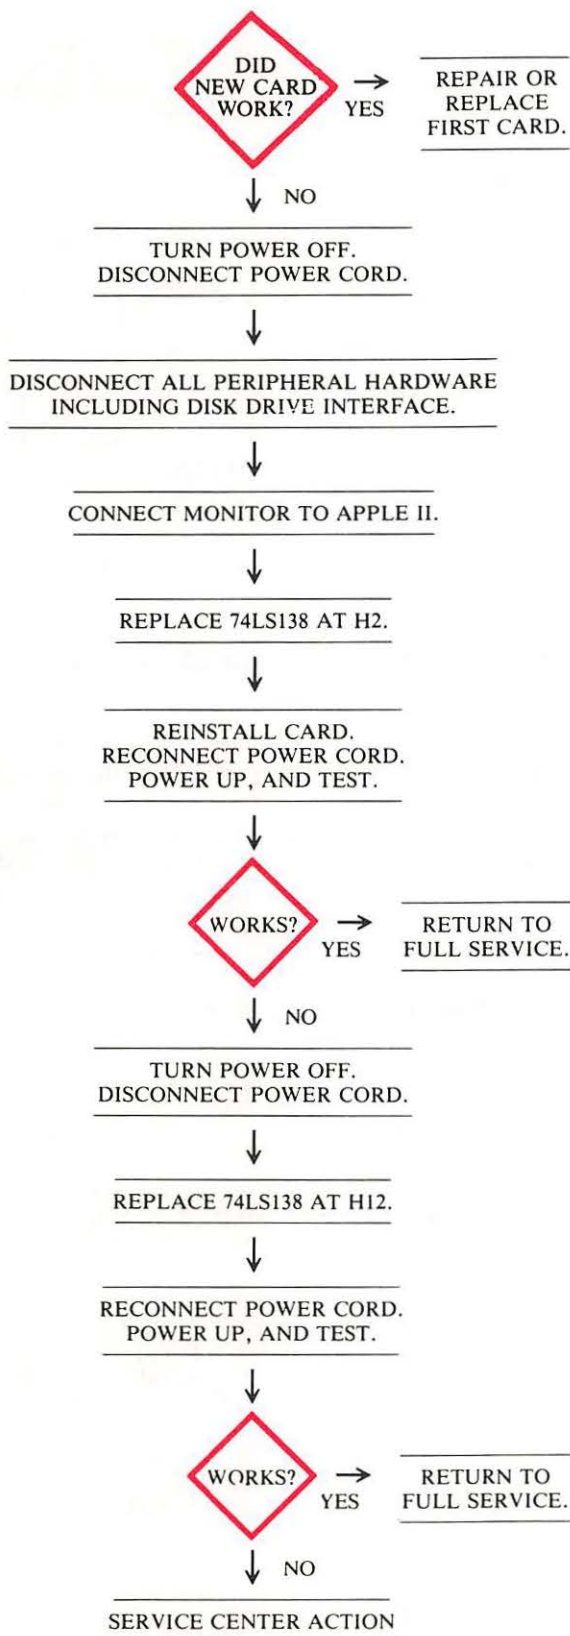 DID
NEW CARD
WORK?
YES
REPAIR OR
REPLACE
FIRST CARD.
NO
TURN POWER OFF.
DISCONNECT POWER CORD.
DISCONNECT ALL PERIPHERAL HARDWARE
INCLUDING DISK DRIVE INTERFACE.
CONNECT MONITOR TO APPLE II.
REPLACE 74LS138 AT H2.
REINSTALL CARD.
RECONNECT POWER CORD.
POWER UP, AND TEST.
WORKS?
YES
RETURN TO
FULL SERVICE.
NO
TURN POWER OFF.
DISCONNECT POWER CORD.
REPLACE 74LS138 AT H12.
RECONNECT POWER CORD.
POWER UP, AND TEST.
WORKS?
YES
RETURN TO
FULL SERVICE.
NO
SERVICE CENTER ACTION